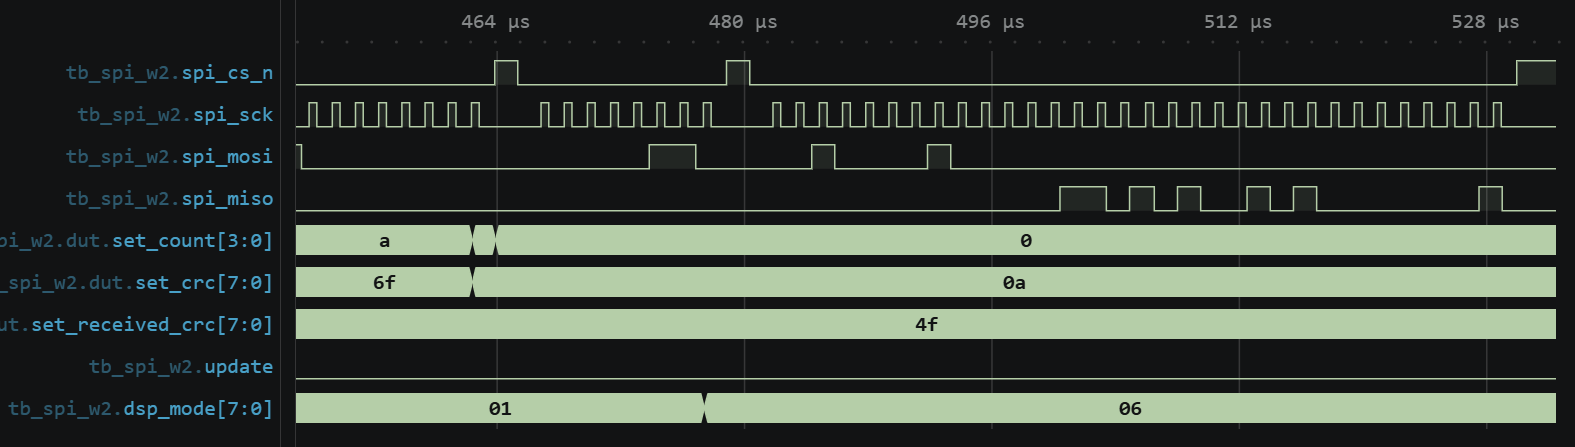 464 µs 480 µs 496 µs 512 µs 528 µs
tb_spi_w2.spi_cs_n
tb_spi_w2.spi_sck
tb_spi_w2.spi_mosi
tb_spi_w2.spi_miso
pi_w2.dut.set_count[3:0] a 0
_spi_w2.dut.set_crc[7:0] 6f 0a
ut.set_received_crc[7:0] 4f
tb_spi_w2.update
tb_spi_w2.dsp_mode[7:0] 01 06